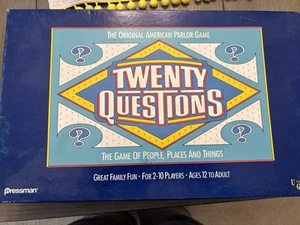 THE ORIGINAL AMERICAN PARLOR GAME
?
?
TWENTY
QUESTIONS
?
?
THE GAME OF PEOPLE, PLACES AND THINGS
Pressman
GREAT FAMILY FUN • FOR 2-10 PLAYERS • AGES 12 TO ADULT